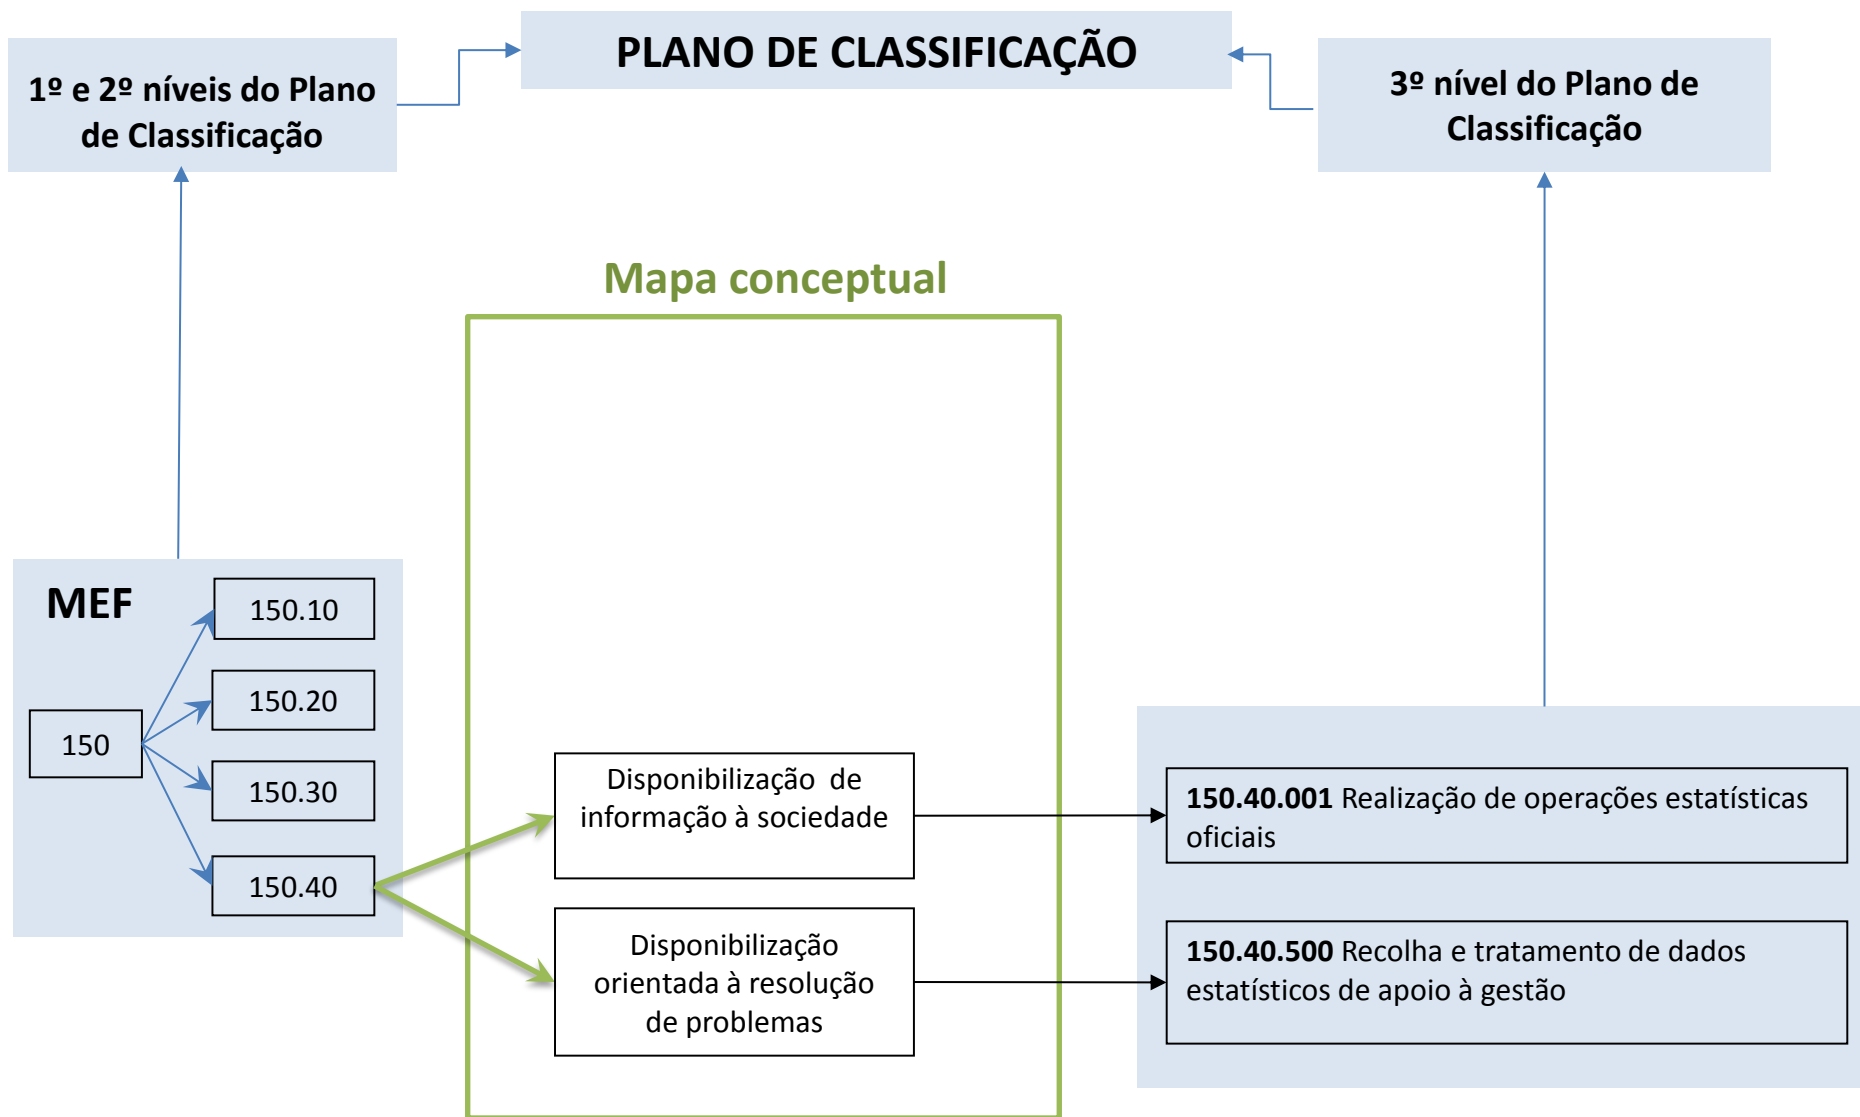 PLANO DE CLASSIFICAÇÃO
1º e 2º níveis do Plano
de Classificação
3º nível do Plano de
Classificação
Mapa conceptual
MEF
150
150.10
150.20
150.30
150.40
Disponibilização de
informação à sociedade
Disponibilização
orientada à resolução
de problemas
150.40.001 Realização de operações estatísticas
oficiais
150.40.500 Recolha e tratamento de dados
estatísticos de apoio à gestão